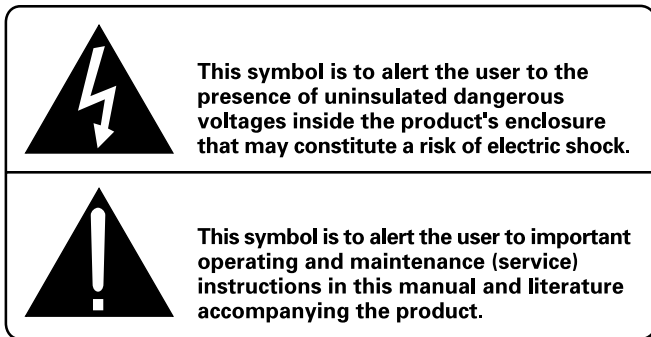 This symbol is to alert the user to the
presence of uninsulated dangerous
voltages inside the product's enclosure
that may constitute a risk of electric shock.
This symbol is to alert the user to important
operating and maintenance (service)
instructions in this manual and literature
accompanying the product.